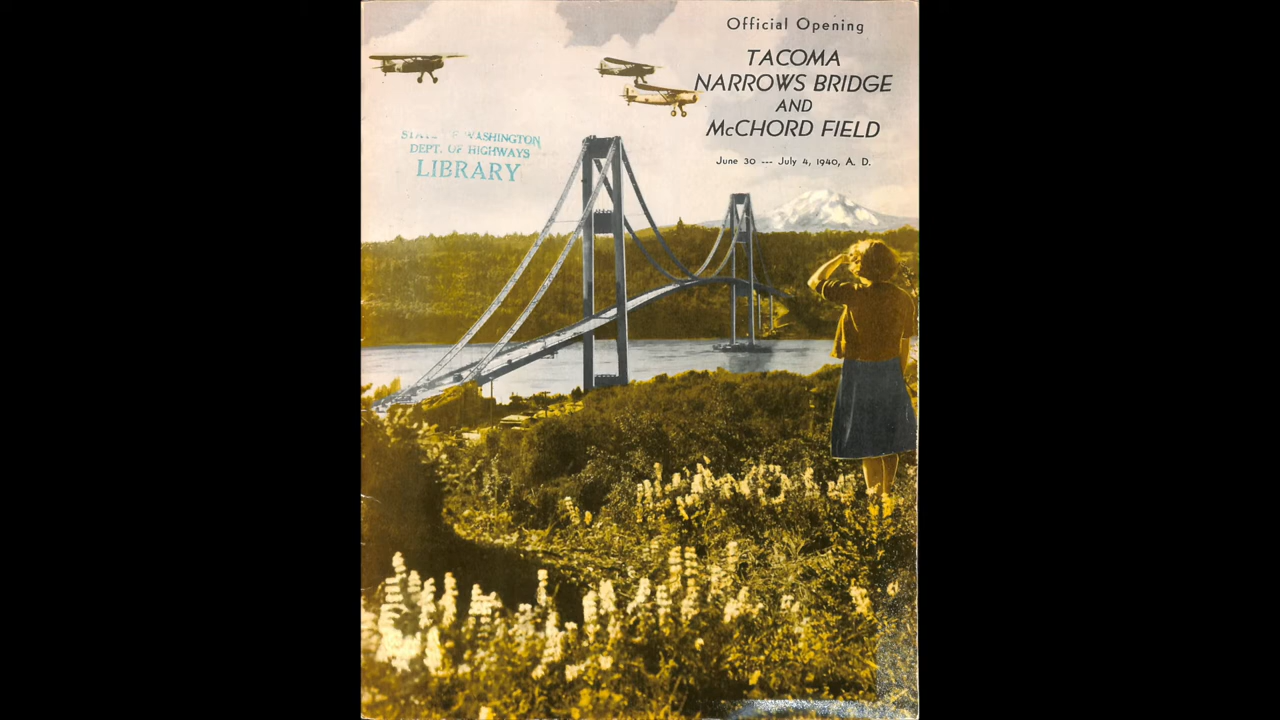 Official Opening
TACOMA
NARROWS BRIDGE
AND
McCHORD FIELD
June 30 --- July 4, 1940, A. D.
WASHINGTON
DEPT. OF HIGHWAYS
LIBRARY